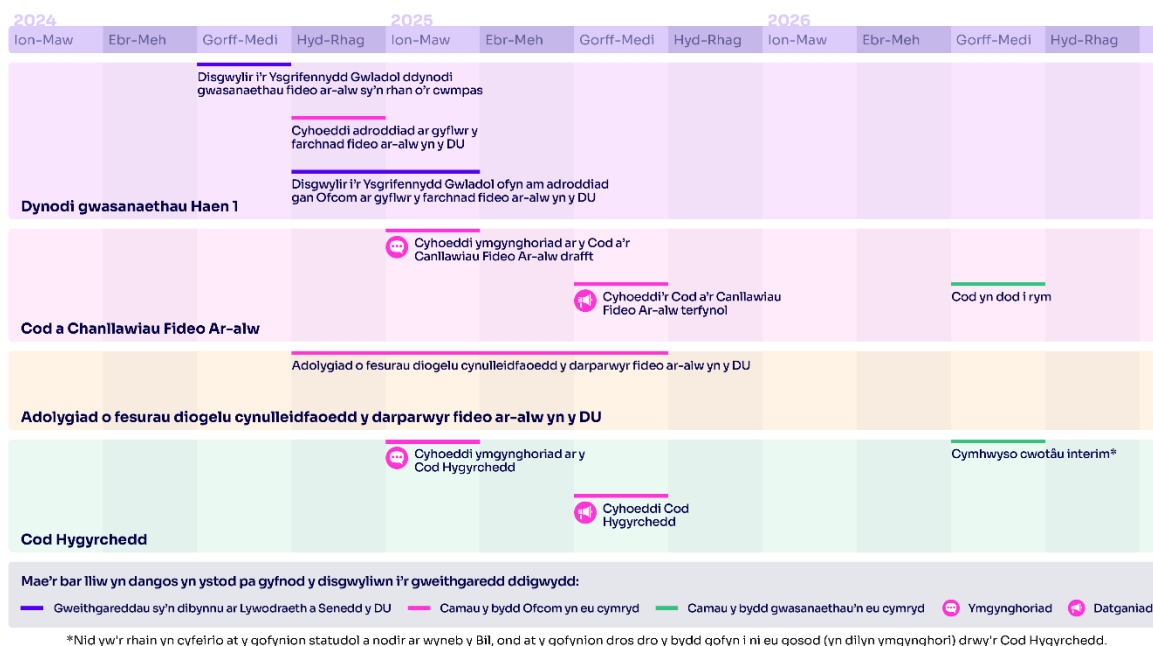 2024 2025 2026
Ion-Maw Ebr-Meh Gorff-Medi Hyd-Rhag Ion-Maw Ebr-Meh Gorff-Medi Hyd-Rhag Ion-Maw Ebr-Meh Gorff-Medi Hyd-Rhag
Disgwylir i'r Ysgrifennydd Gwladol ddynodi
gwasanaethau fideo ar-alw sy'n rhan o'r cwmpas
Cyhoeddi adroddiad ar gyflwr y
farchnad fideo ar-alw yn y DU
Disgwylir i'r Ysgrifennydd Gwladol ofyn am adroddiad
gan Ofcom ar gyflwr y farchnad fideo ar-alw yn y DU
Dynodi gwasanaethau Haen 1
Cyhoeddi ymgynghoriad ar y Cod a'r
Canllawiau Fideo Ar-alw drafft
Cyhoeddi'r Cod a'r Canllawiau
Fideo Ar-alw terfynol
Cod yn dod i rym
Cod a Chanllawiau Fideo Ar-alw
Adolygiad o fesurau diogelu cynulleidfaoedd y darparwyr fideo ar-alw yn y DU
Adolygiad o fesurau diogelu cynulleidfaoedd y darparwyr fideo ar-alw yn y DU
Cyhoeddi ymgynghoriad ar y
Cod Hygyrchedd
Cymhwyso cwotâu interim*
Cyhoeddi Cod
Hygyrchedd
Cod Hygyrchedd
Mae'r bar lliw yn dangos yn ystod pa gyfnod y disgwyliwn i'r gweithgaredd ddigwydd:
Gweithgareddau sy'n dibynnu ar Lywodraeth a Senedd y DU Camau y bydd Ofcom yn eu cymryd Camau y bydd gwasanaethau'n eu cymryd Ymgynghoriad Datganiad
*Nid yw'r rhain yn cyfeirio at y gofynion statudol a nodir ar wyneb y Bil, ond at y gofynion dros dro y bydd gofyn i ni eu gosod (yn dilyn ymgynghori) drwy'r Cod Hygyrchedd.